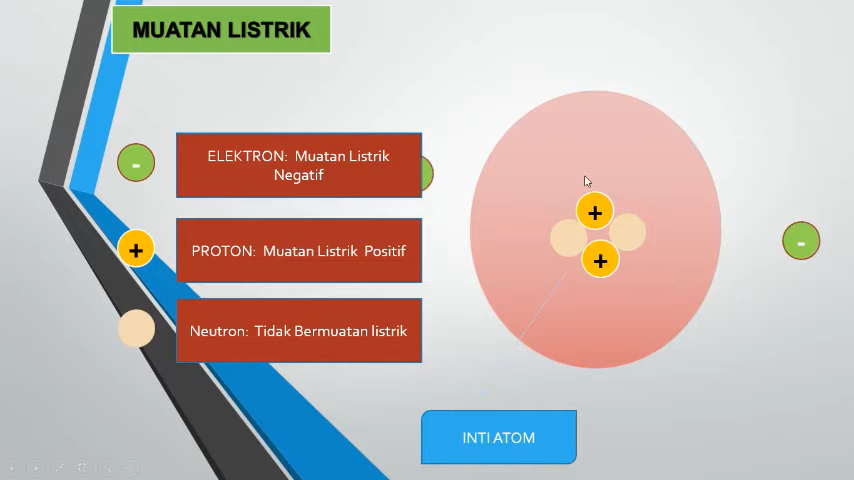 MUATAN LISTRIK
-
ELEKTRON: Muatan Listrik
Negatif
+
PROTON: Muatan Listrik Positif
Neutron: Tidak Bermuatan listrik
+
+
-
INTI ATOM